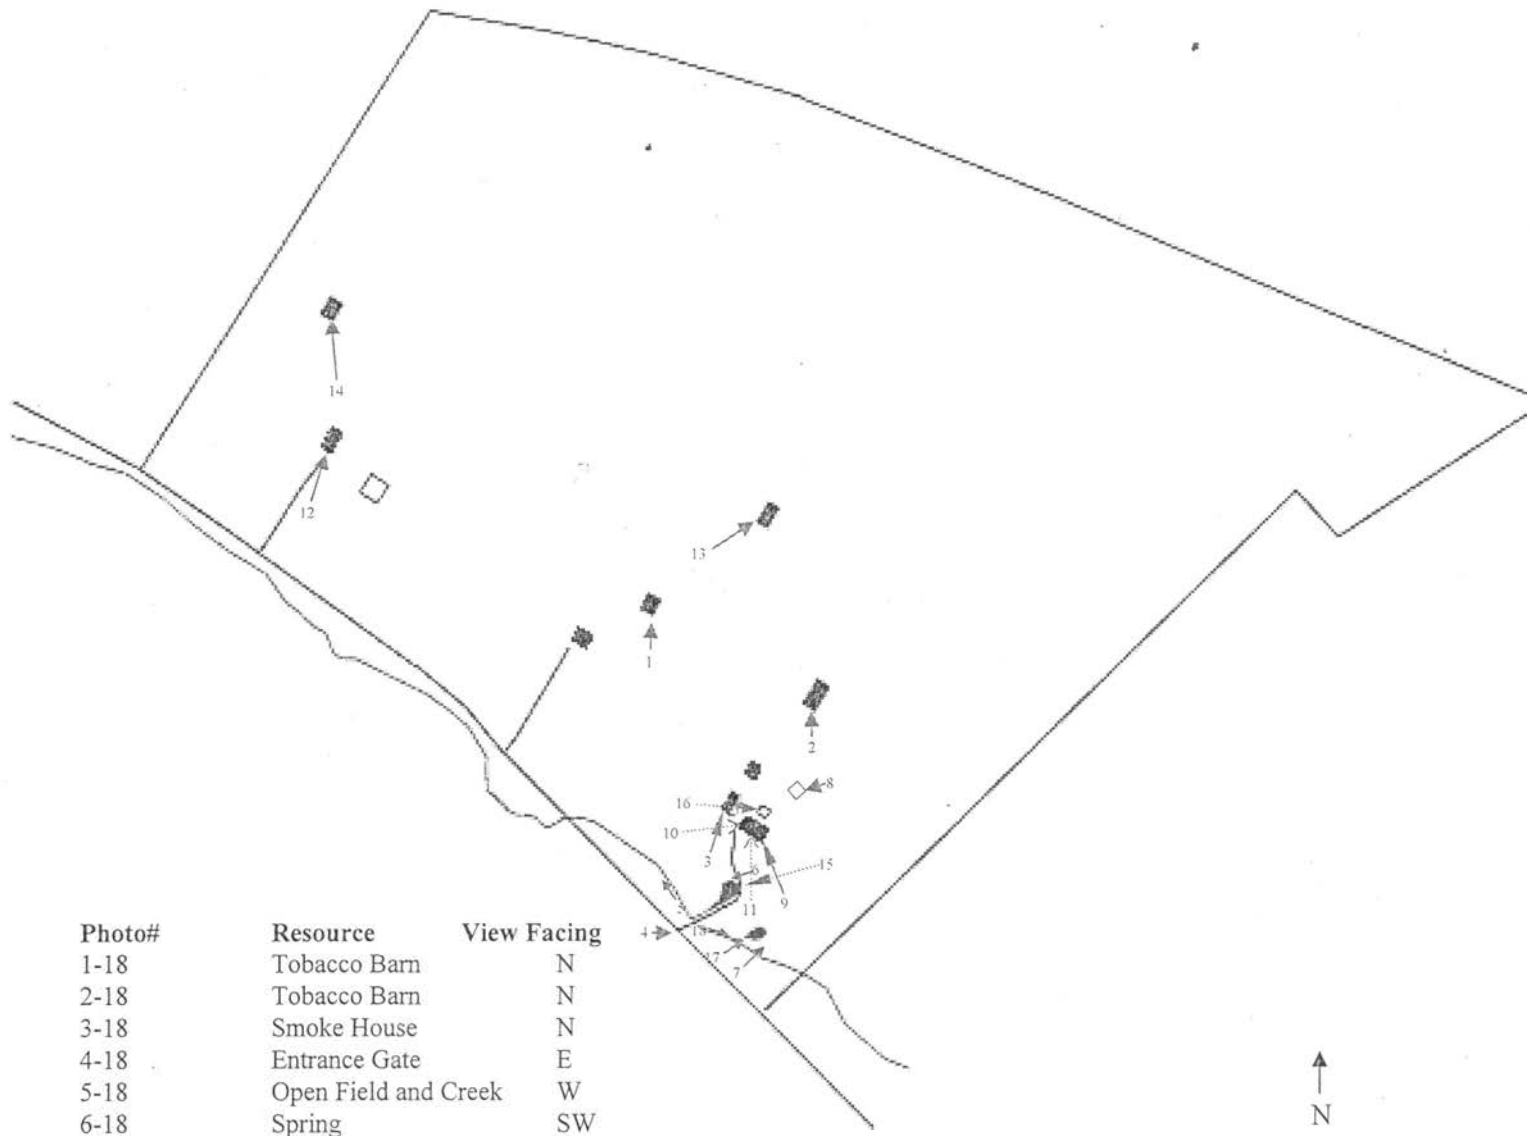 14
12
13
1
2
8
16
10
3
6
15
5
11
9
4
18
17
7
Photo# Resource View Facing
1-18 Tobacco Barn N
2-18 Tobacco Barn N
3-18 Smoke House N
4-18 Entrance Gate E
5-18 Open Field and Creek W
6-18 Spring SW
N